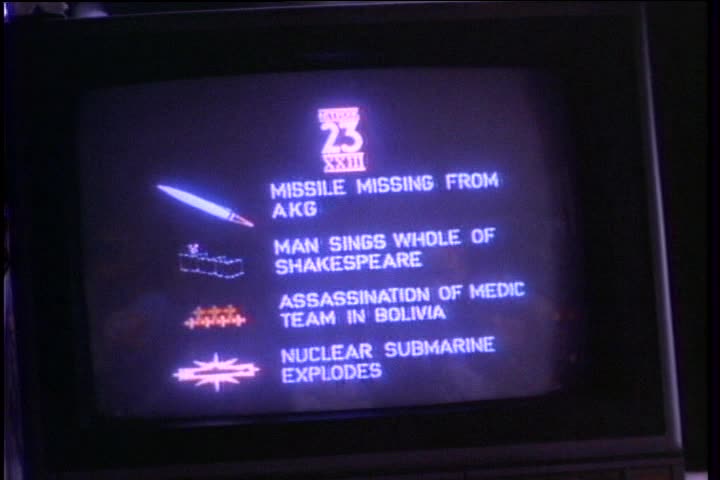 23
XXIII
MISSILE MISSING FROM
AKG
MAN SINGS WHOLE OF
SHAKESPEARE
ASSASSINATION OF MEDIC
TEAM IN BOLIVIA
NUCLEAR SUBMARINE
EXPLODES